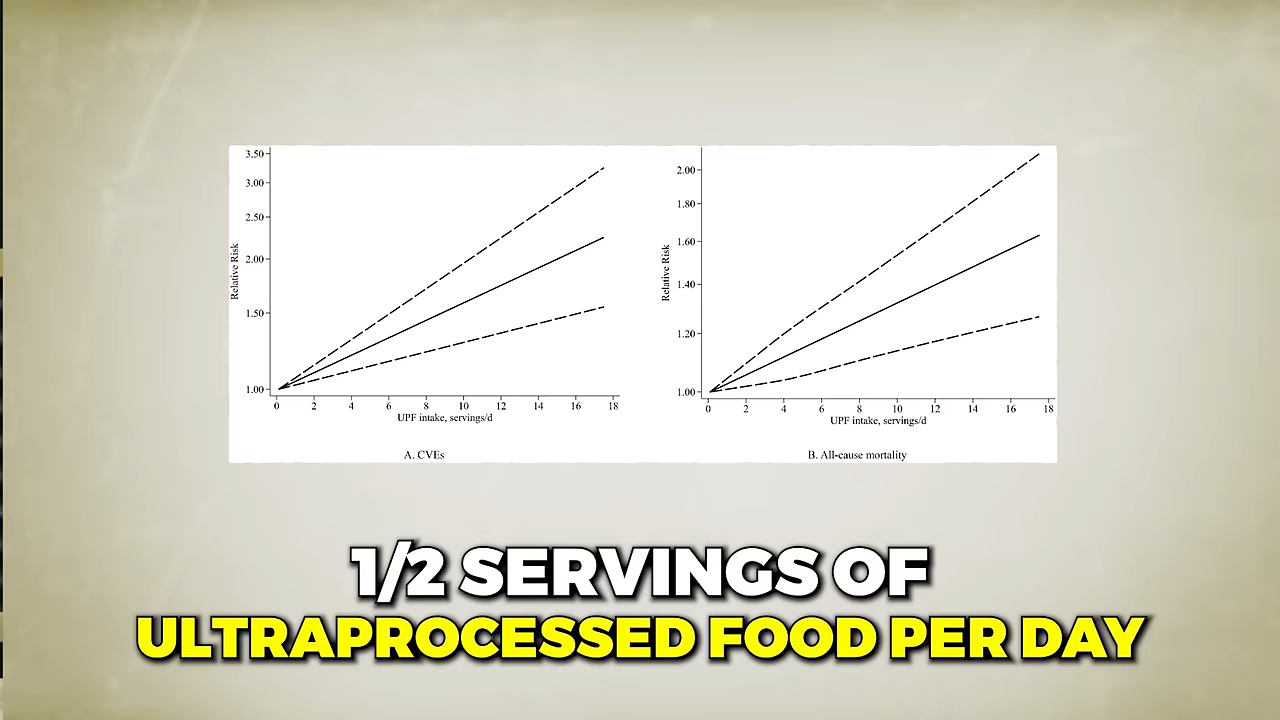 3.50
3.00
2.50
2.00
1.50
1.00
Relative Risk
0 2 4 6 8 10 12 14 16 18
UPF intake, servings/d
A. CVEs
2.00
1.80
1.60
1.40
1.20
1.00
Relative Risk
0 2 4 6 8 10 12 14 16 18
UPF intake, servings/d
B. All-cause mortality
1/2 SERVINGS OF
ULTRAPROCESSED FOOD PER DAY